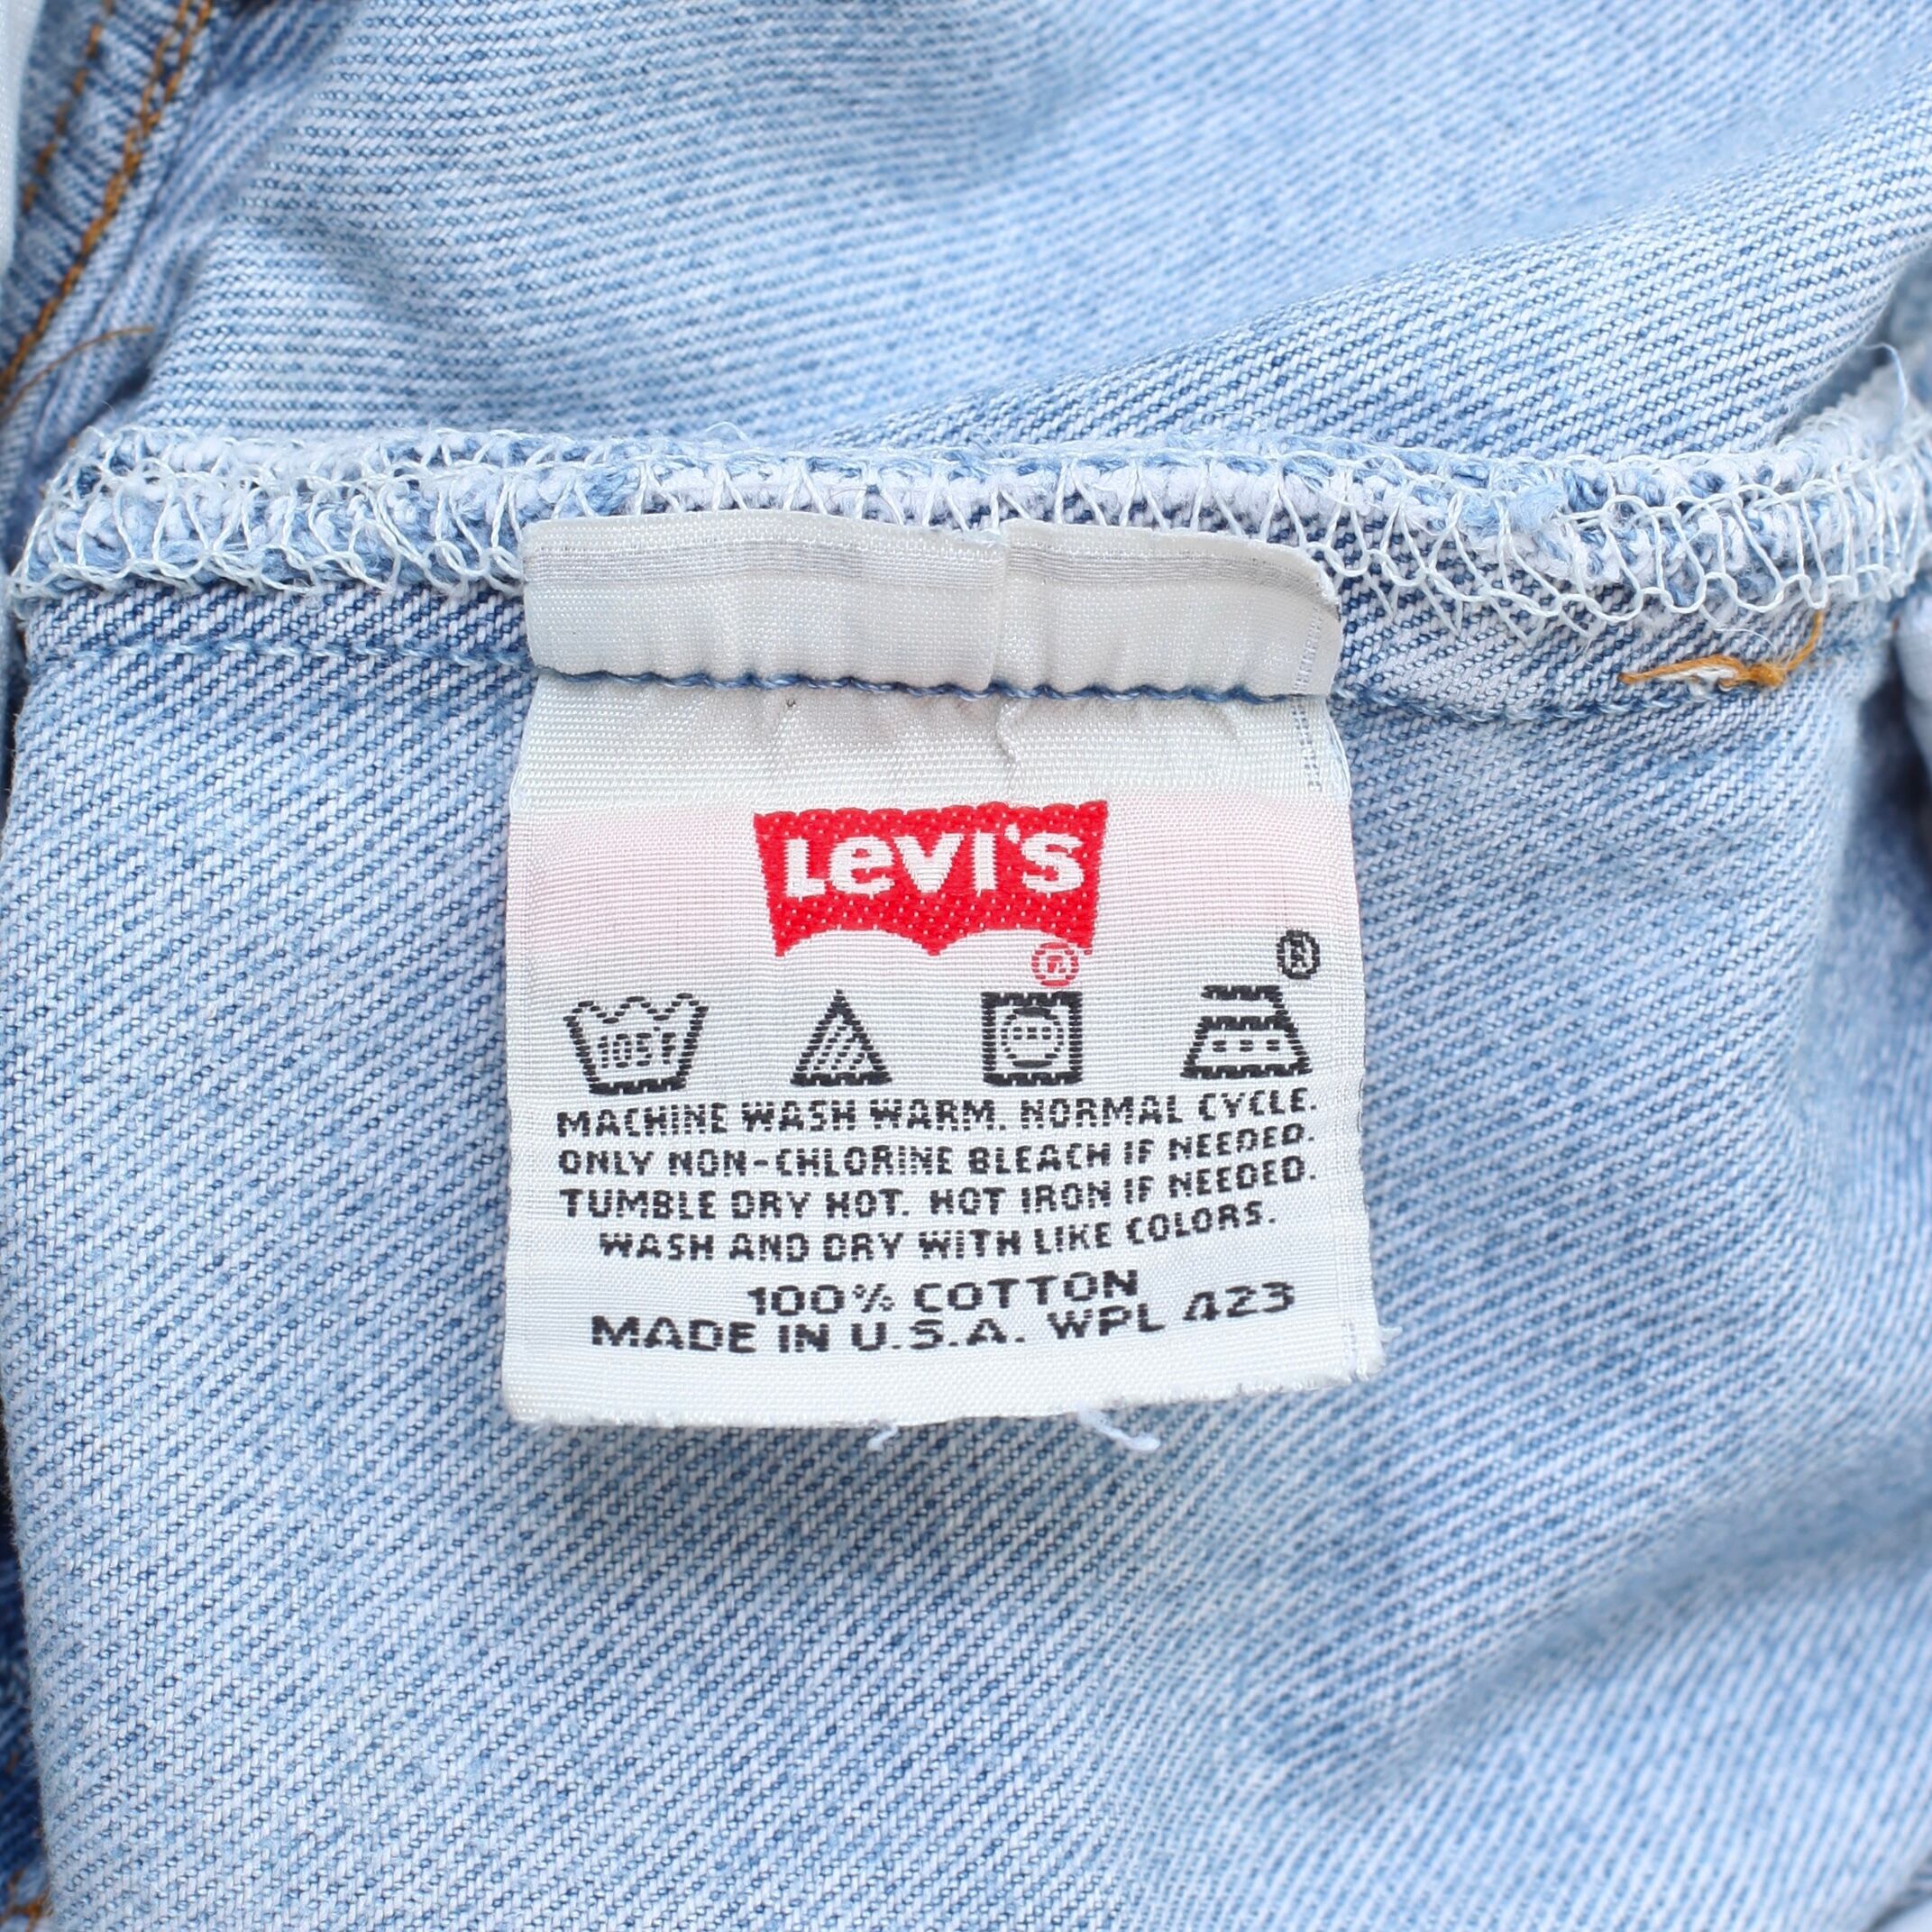 Levi's
®
®
105°F
MACHINE WASH WARM. NORMAL CYCLE.
ONLY NON-CHLORINE BLEACH IF NEEDED.
TUMBLE DRY HOT. HOT IRON IF NEEDED.
WASH AND DRY WITH LIKE COLORS.
100% COTTON
MADE IN U.S.A. WPL 423